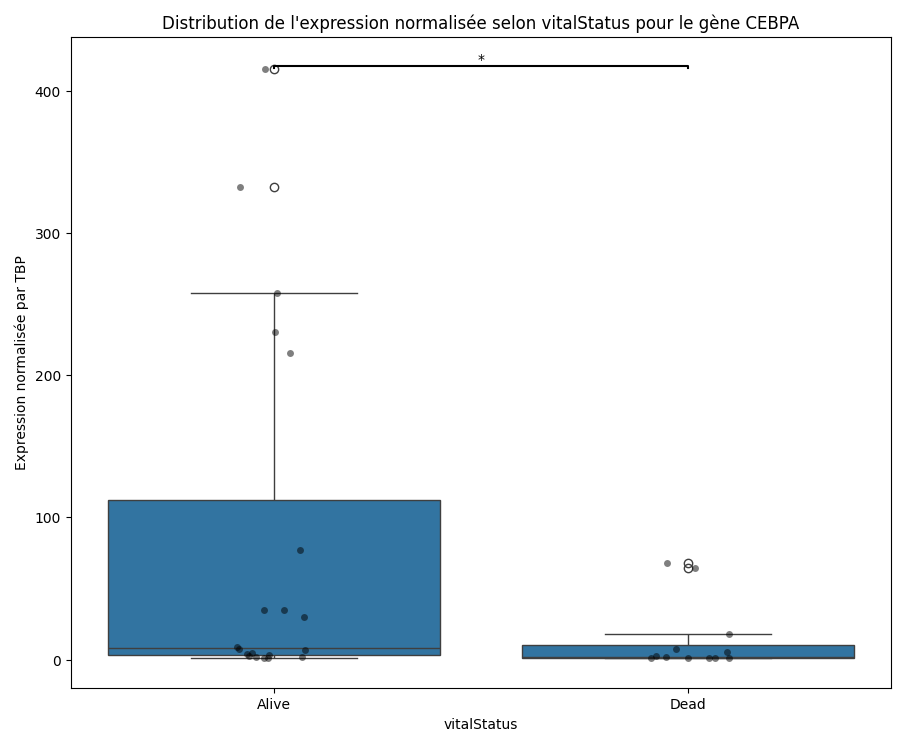 Distribution de l'expression normalisée selon vitalStatus pour le gène CEBPA
*
400
300
200
100
0
Expression normalisée par TBP
Alive
Dead
vitalStatus